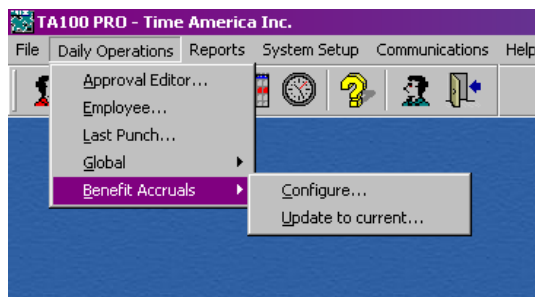 TA100 PRO - Time America Inc.
File Daily Operations Reports System Setup Communications Help
Approval Editor...
Employee...
Last Punch...
Global
Benefit Accruals
Configure...
Update to current...